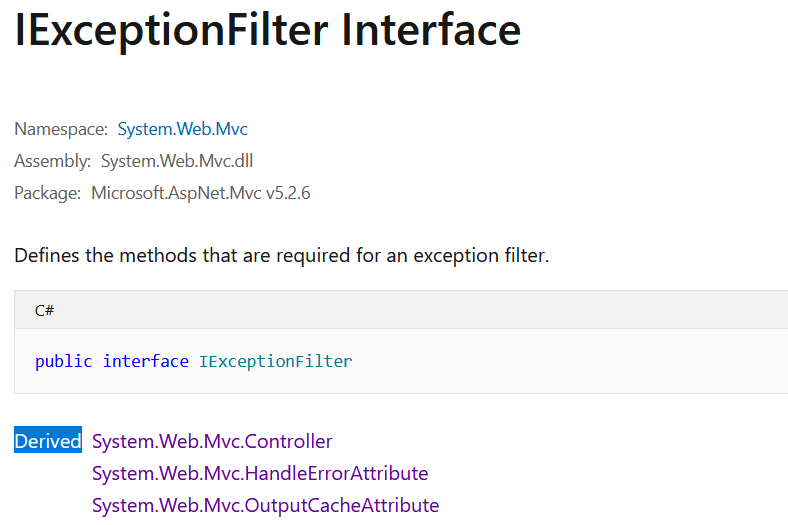 IExceptionFilter Interface
Namespace: System.Web.Mvc
Assembly: System.Web.Mvc.dll
Package: Microsoft.AspNet.Mvc v5.2.6
Defines the methods that are required for an exception filter.
C#
public interface IExceptionFilter
Derived System.Web.Mvc.Controller
System.Web.Mvc.HandleErrorAttribute
System.Web.Mvc.OutputCacheAttribute